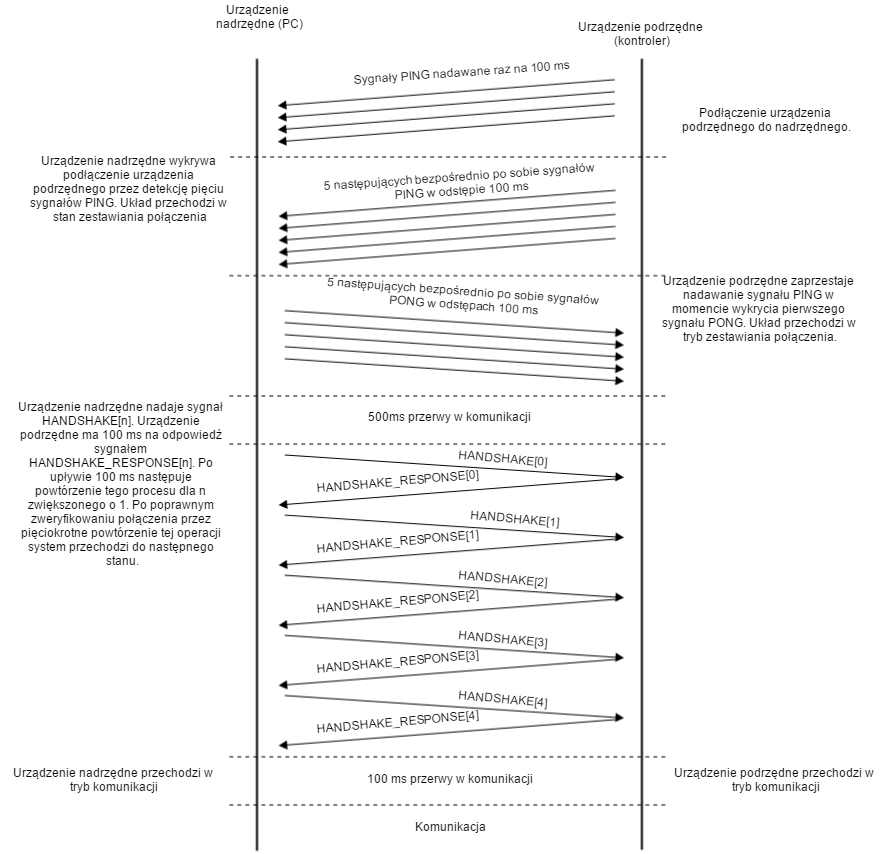 Urządzenie
nadrzędne (PC)
Urządzenie podrzędne
(kontroler)
Sygnały PING nadawane raz na 100 ms
Podłączenie urządzenia
podrzędnego do nadrzędnego.
Urządzenie nadrzędne wykrywa
podłączenie urządzenia
podrzędnego przez detekcję pięciu
sygnałów PING. Układ przechodzi w
stan zestawiania połączenia
5 następujących bezpośrednio po sobie sygnałów
PING w odstępie 100 ms
5 następujących bezpośrednio po sobie sygnałów
PONG w odstępach 100 ms
Urządzenie podrzędne zaprzestaje
nadawanie sygnału PING w
momencie wykrycia pierwszego
sygnału PONG. Układ przechodzi w
tryb zestawiania połączenia.
500ms przerwy w komunikacji
Urządzenie nadrzędne nadaje sygnał
HANDSHAKE[n]. Urządzenie
podrzędne ma 100 ms na odpowiedź
sygnałem
HANDSHAKE_RESPONSE[n]. Po
upływie 100 ms następuje
powtórzenie tego procesu dla n
zwiększonego o 1. Po poprawnym
zweryfikowaniu połączenia przez
pięciokrotne powtórzenie tej operacji
system przechodzi do następnego
stanu.
HANDSHAKE[0]
HANDSHAKE_RESPONSE[0]
HANDSHAKE[1]
HANDSHAKE_RESPONSE[1]
HANDSHAKE[2]
HANDSHAKE_RESPONSE[2]
HANDSHAKE[3]
HANDSHAKE_RESPONSE[3]
HANDSHAKE[4]
HANDSHAKE_RESPONSE[4]
Urządzenie nadrzędne przechodzi w
tryb komunikacji
100 ms przerwy w komunikacji
Urządzenie podrzędne przechodzi w
tryb komunikacji
Komunikacja